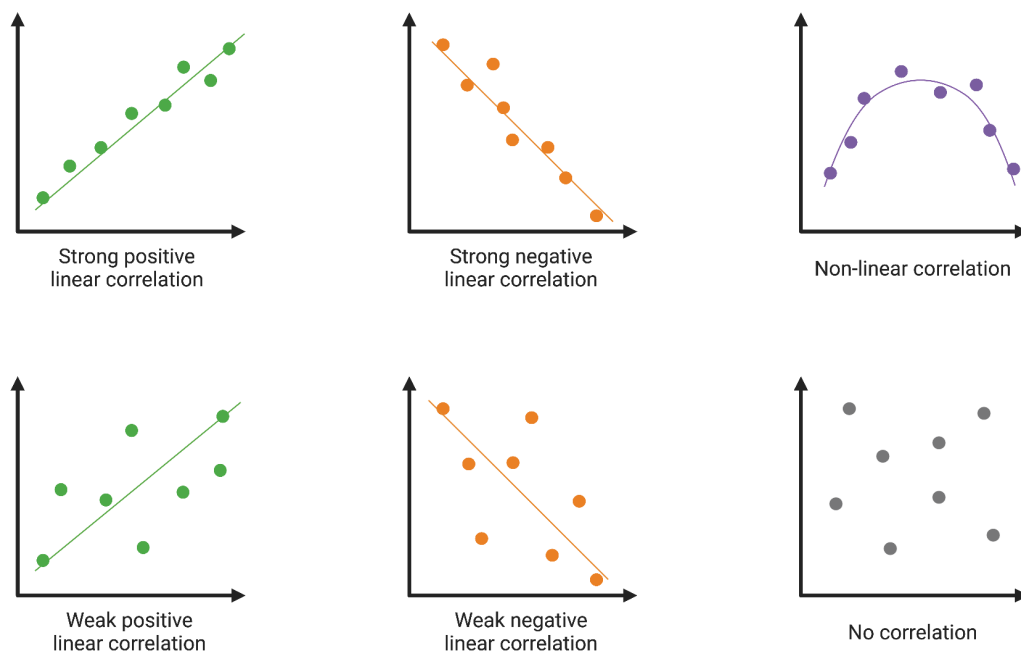 Strong positive
linear correlation
Strong negative
linear correlation
Non-linear correlation
Weak positive
linear correlation
Weak negative
linear correlation
No correlation